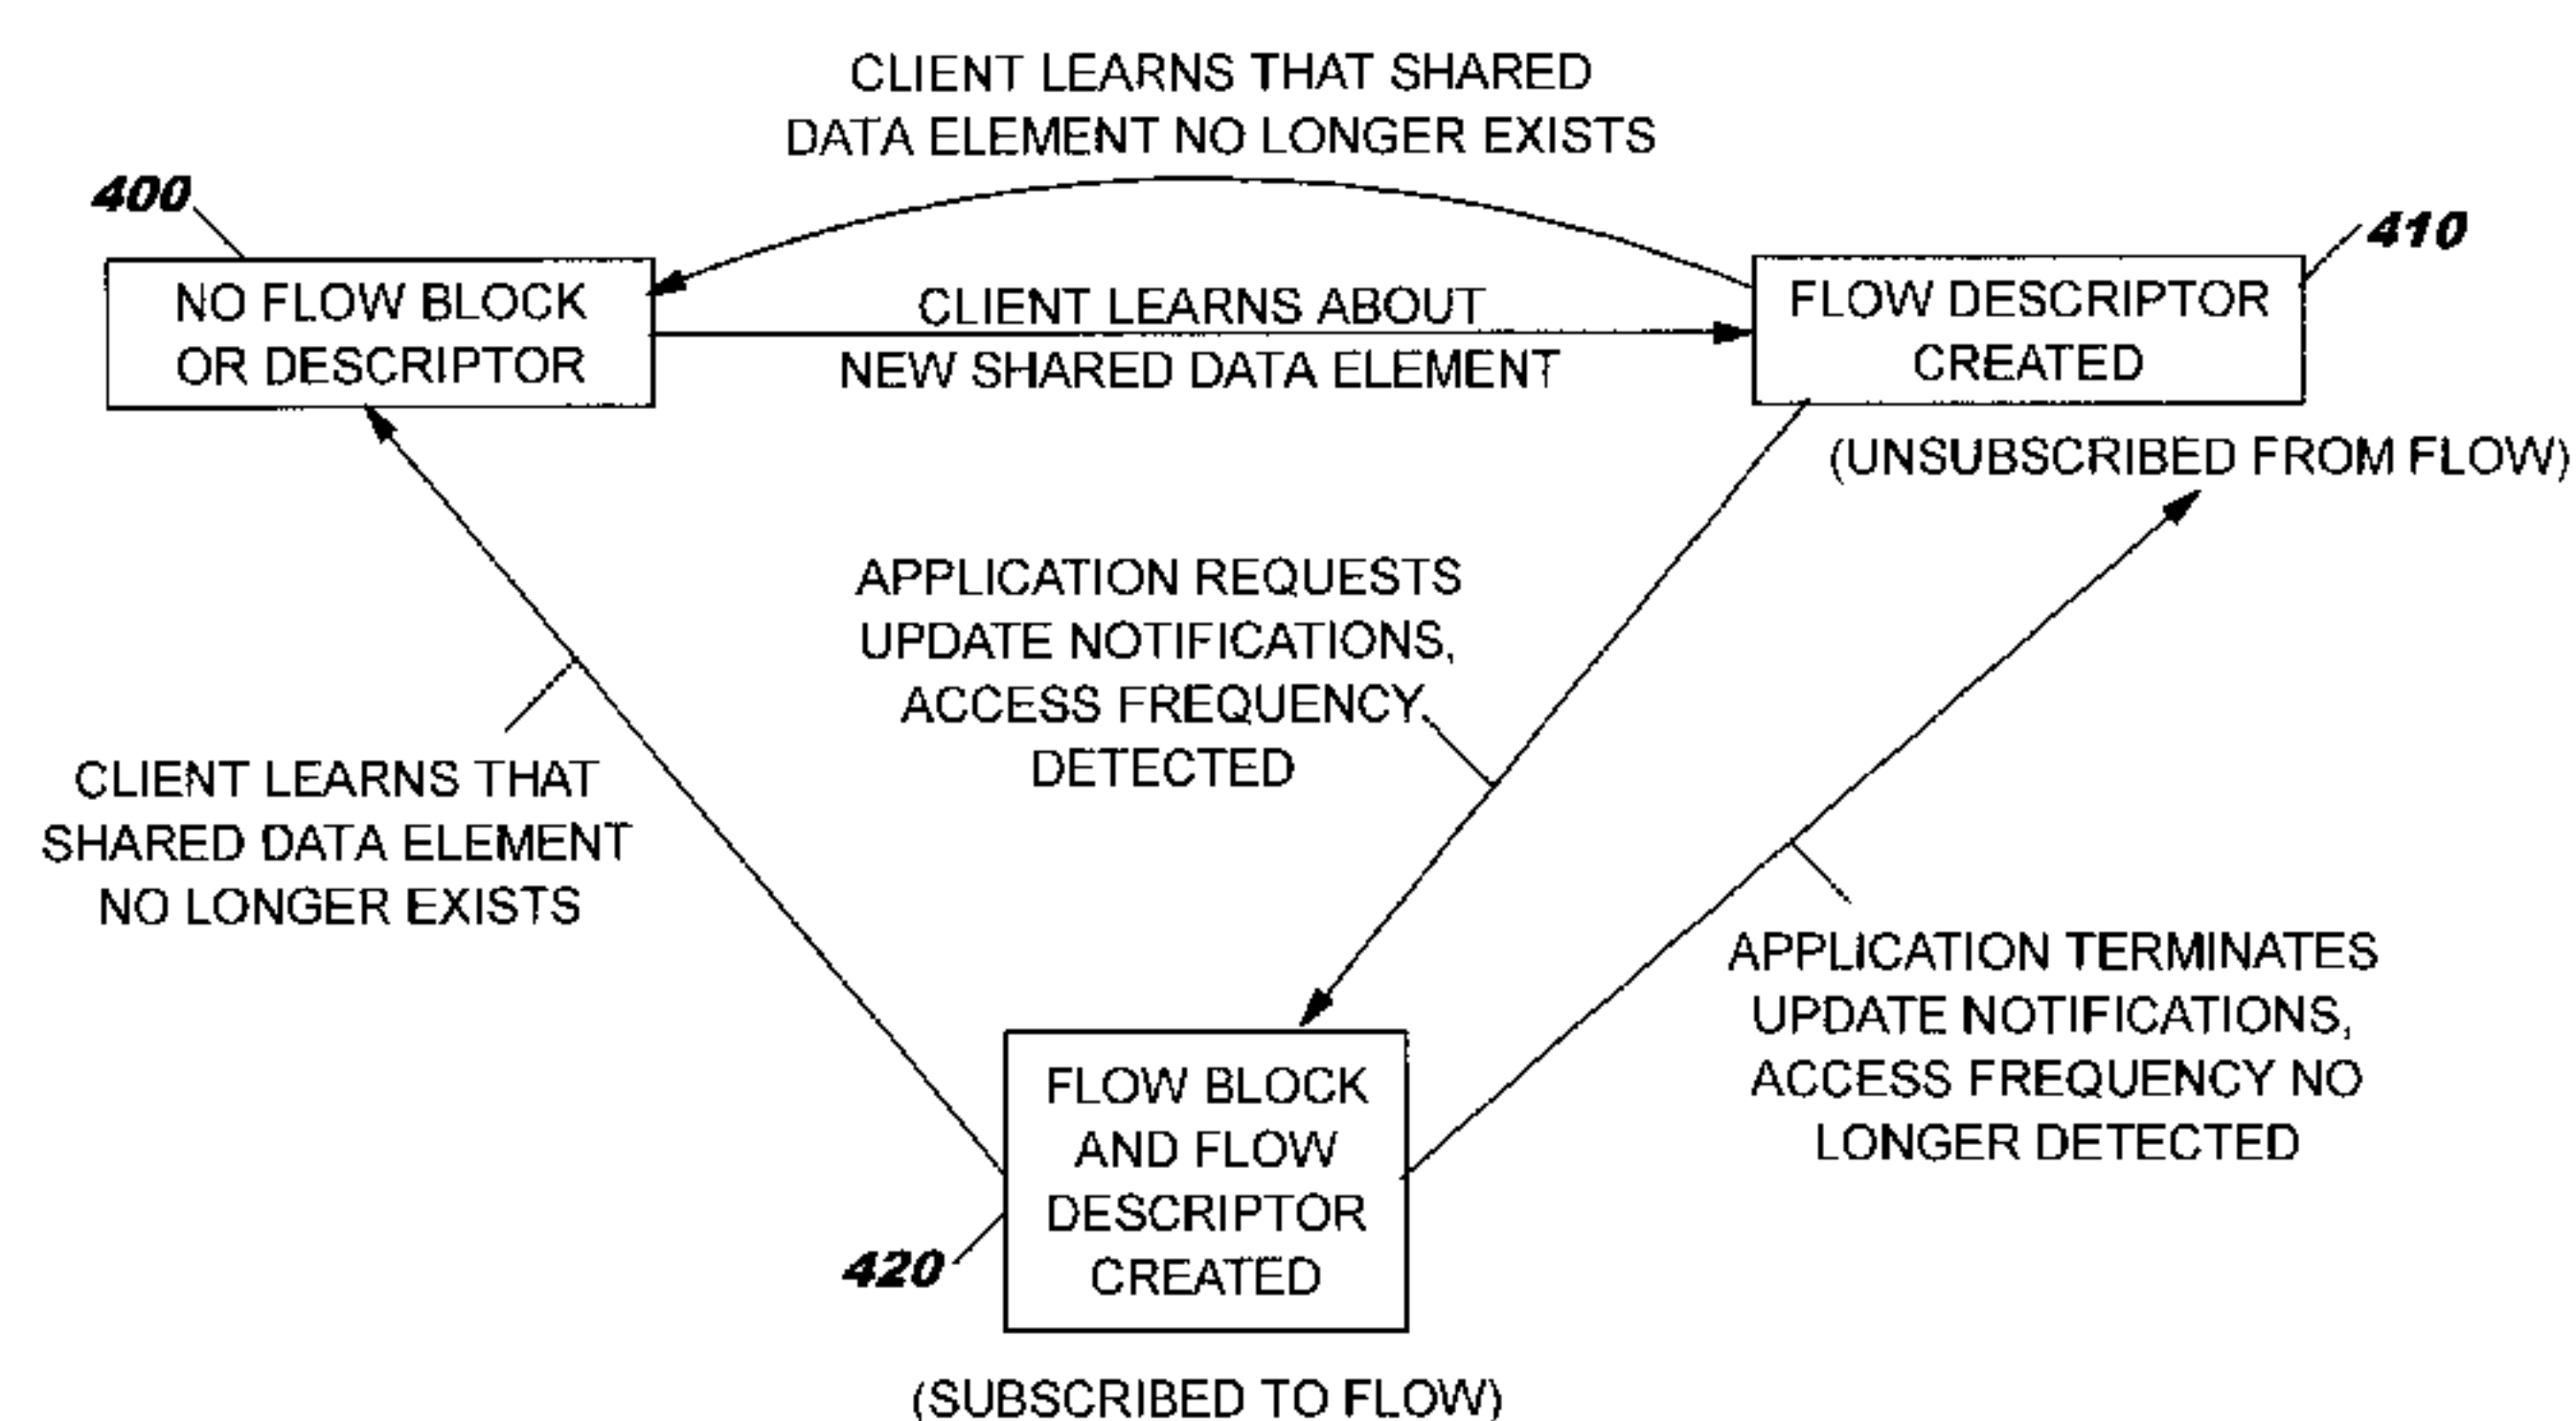 CLIENT LEARNS THAT SHARED
DATA ELEMENT NO LONGER EXISTS
400
410
NO FLOW BLOCK
OR DESCRIPTOR
CLIENT LEARNS ABOUT
NEW SHARED DATA ELEMENT
FLOW DESCRIPTOR
CREATED
(UNSUBSCRIBED FROM FLOW)
APPLICATION REQUESTS
UPDATE NOTIFICATIONS,
ACCESS FREQUENCY
DETECTED
CLIENT LEARNS THAT
SHARED DATA ELEMENT
NO LONGER EXISTS
APPLICATION TERMINATES
UPDATE NOTIFICATIONS,
ACCESS FREQUENCY NO
LONGER DETECTED
FLOW BLOCK
AND FLOW
DESCRIPTOR
CREATED
420
(SUBSCRIBED TO FLOW)